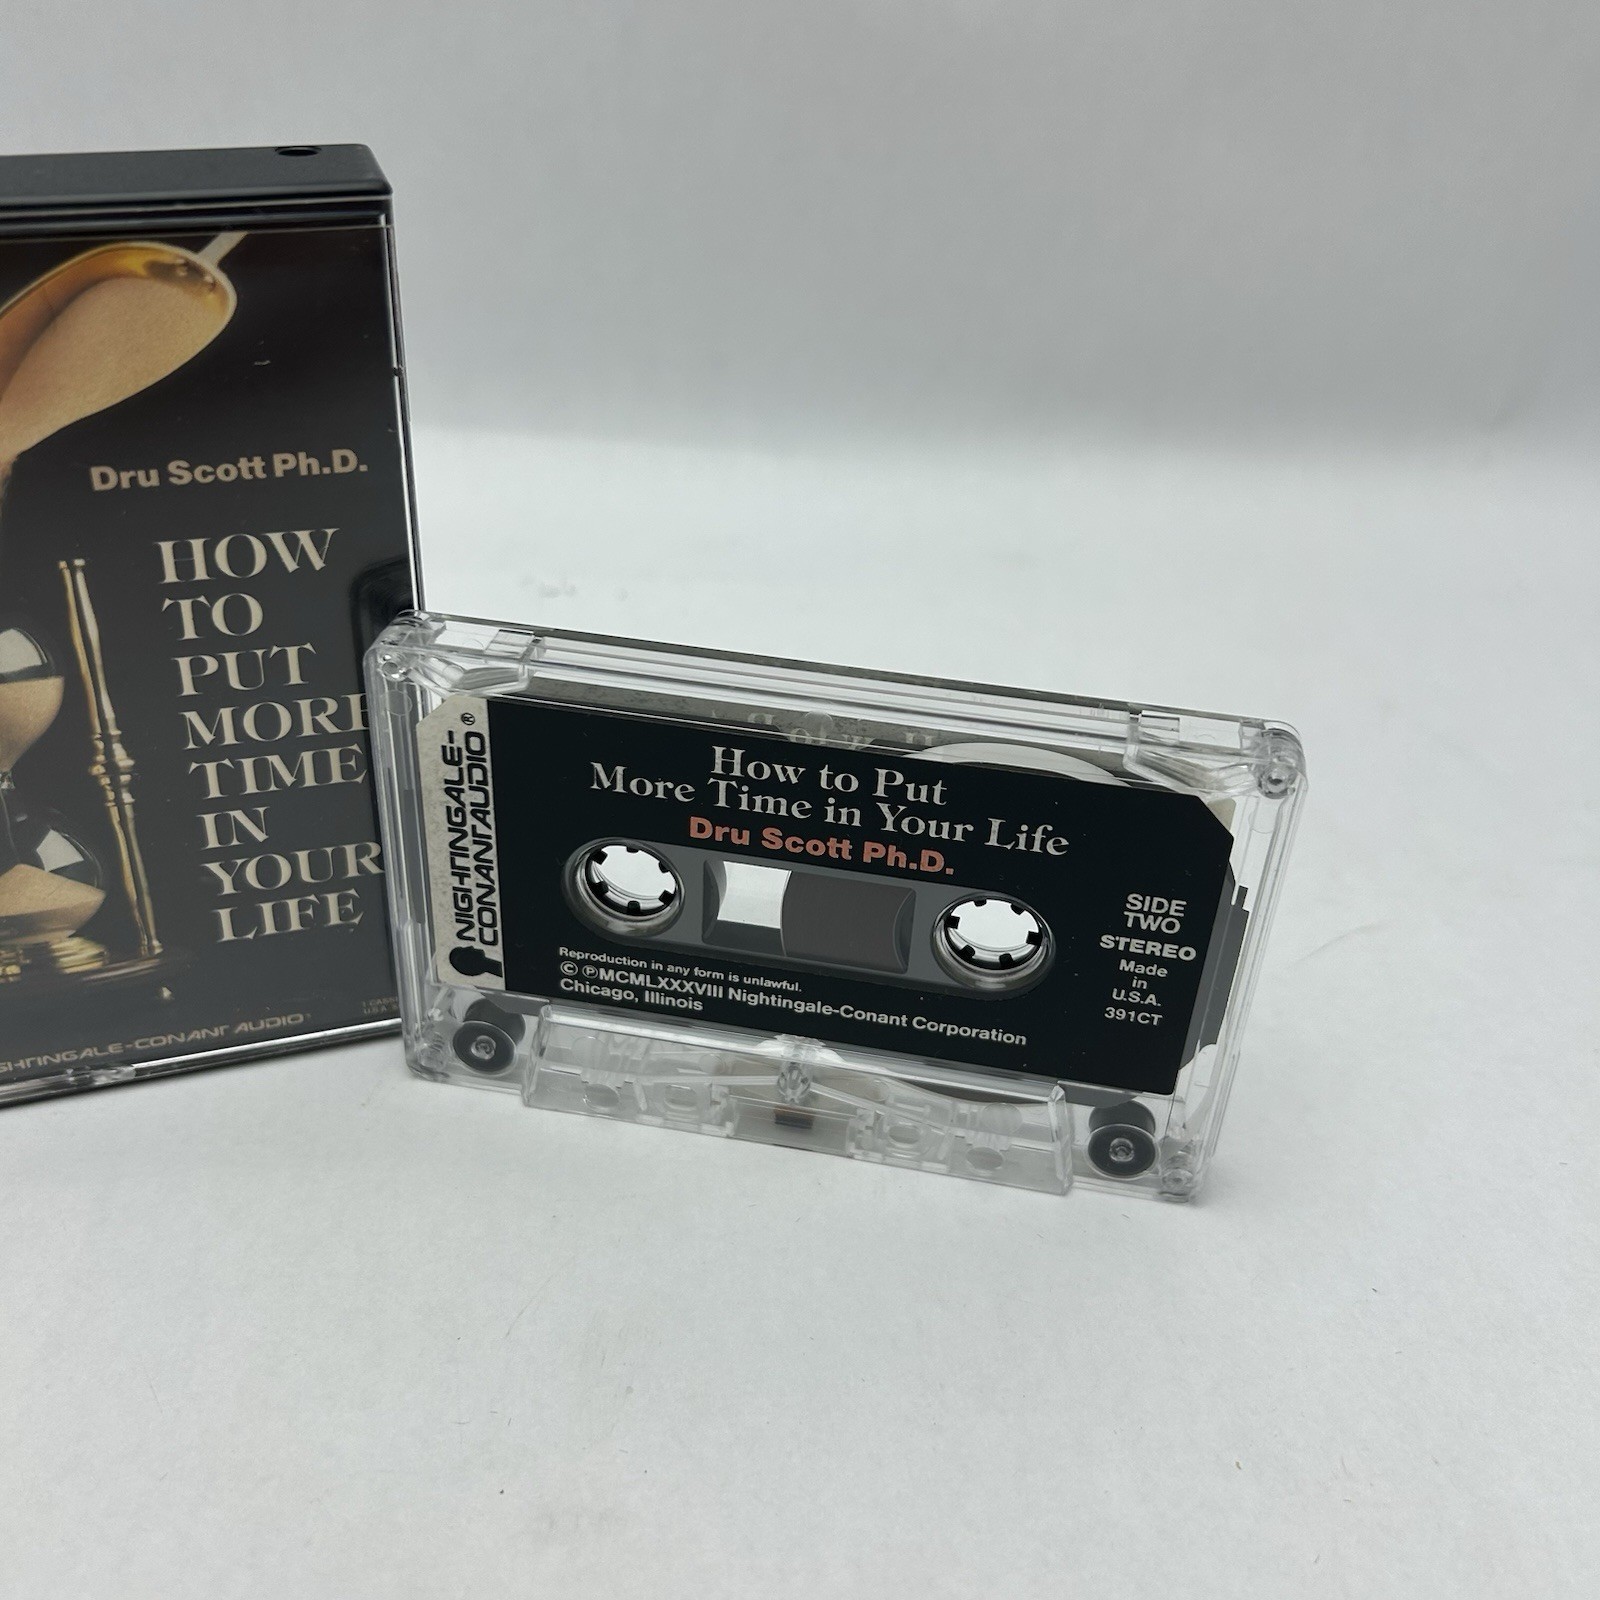 Dru Scott Ph.D.
HOW
TO
PUT
MORE
TIME
IN
YOUR
LIFE
NIGHTINGALE-CONANT AUDIO
NIGHTINGALE-
CONANT AUDIO®
How to Put
More Time in Your Life
Dru Scott Ph.D.
SIDE
TWO
STEREO
Made
in
U.S.A.
391CT
Reproduction in any form is unlawful.
© ℗MCMLXXXVIII Nightingale-Conant Corporation
Chicago, Illinois